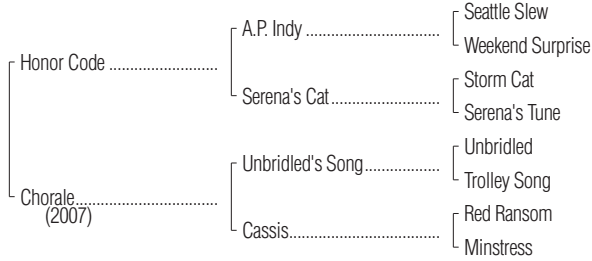 Seattle Slew
A.P. Indy ..........................
Weekend Surprise
Honor Code .........................
Storm Cat
Serena's Cat.........................
Serena's Tune
Unbridled
Unbridled's Song.................
Trolley Song
Chorale.................................
(2007)
Red Ransom
Cassis...................................
Minstress